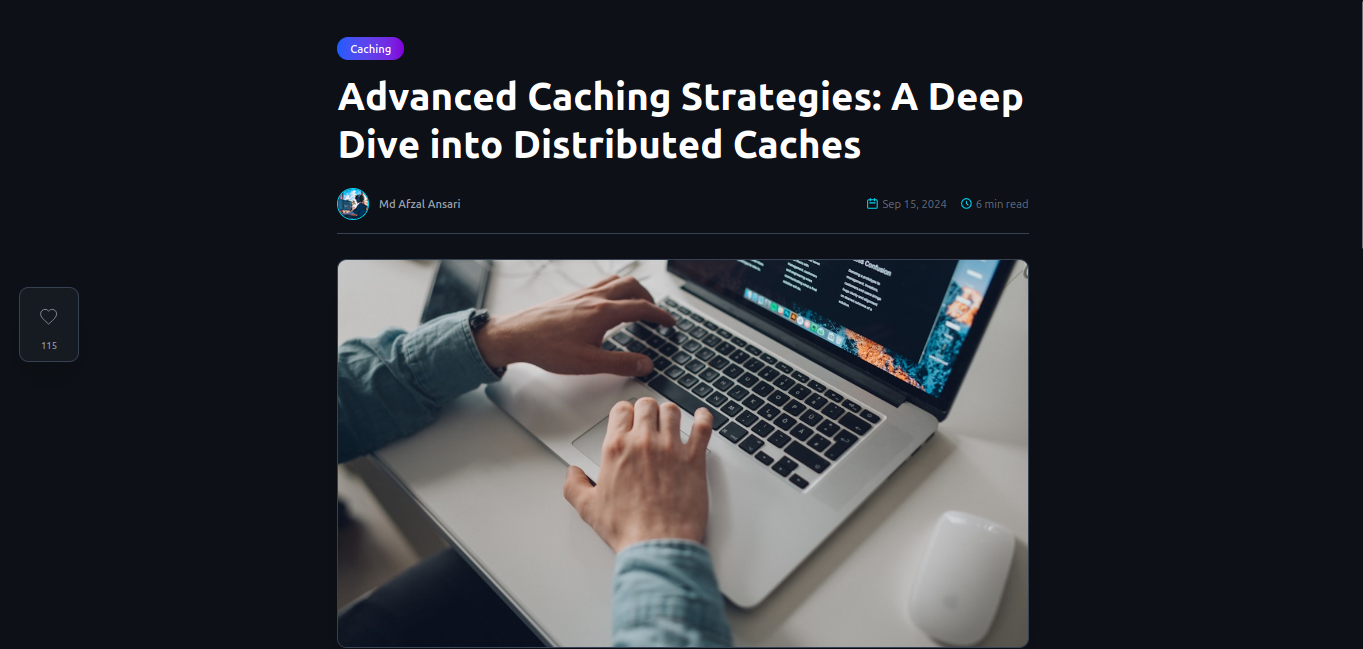 Caching
Advanced Caching Strategies: A Deep
Dive into Distributed Caches
Md Afzal Ansari
Sep 15, 2024
6 min read
115
Confusion